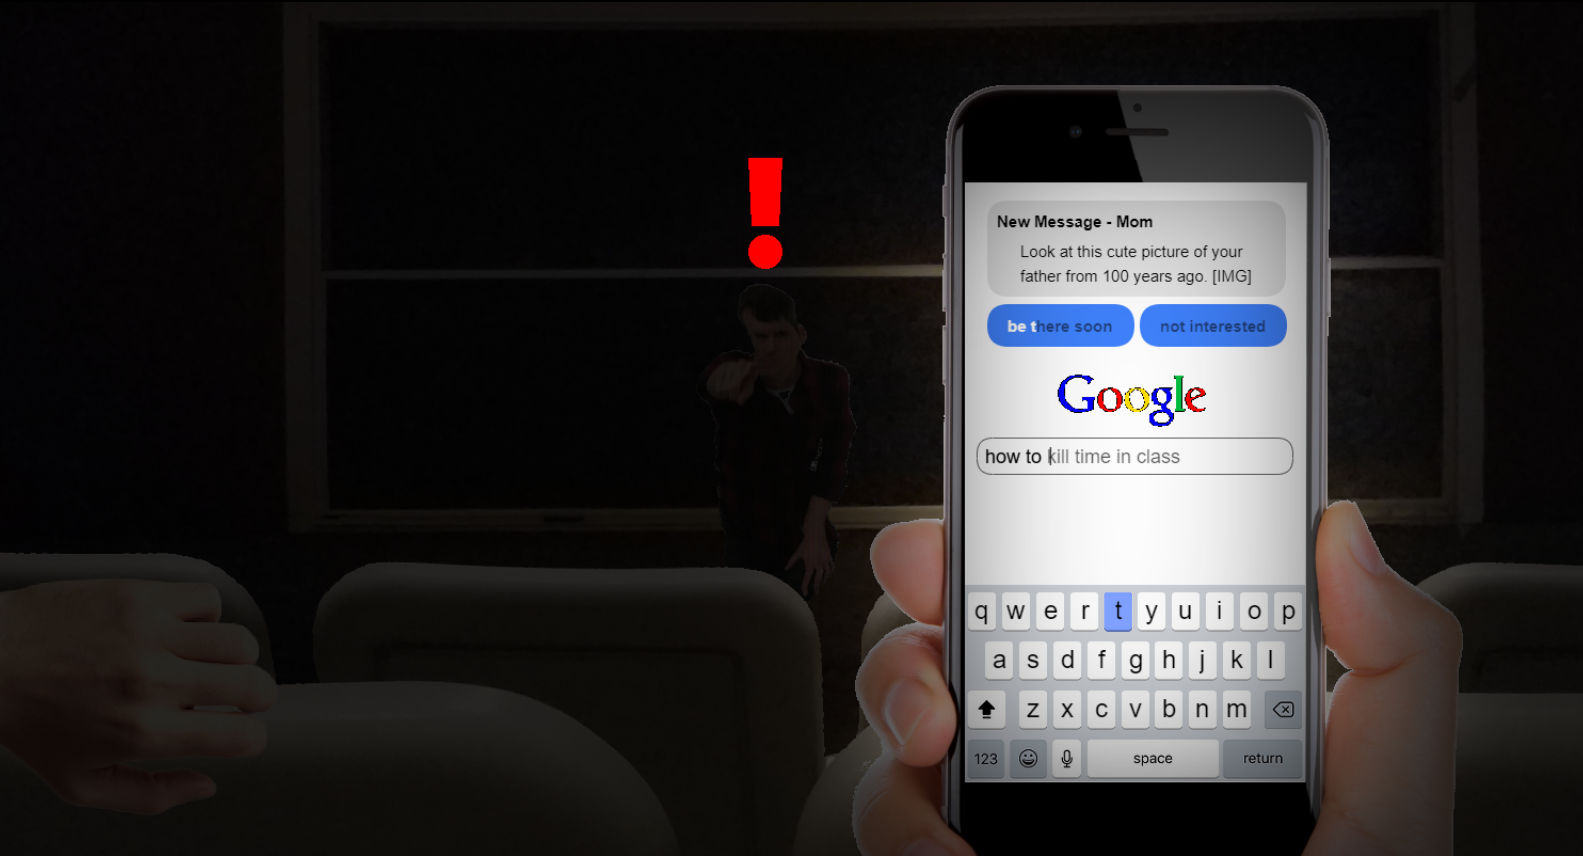 !
New Message - Mom
Look at this cute picture of your
father from 100 years ago. [IMG]
be there soon
not interested
Google
how to kill time in class
q w e r t y u i o p
a s d f g h j k l
z x c v b n m
123 space return